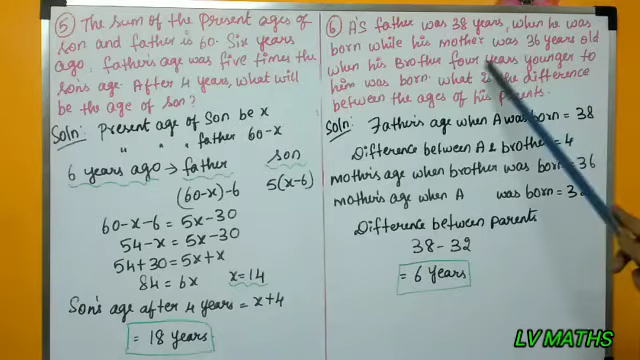 ⑤ The sum of the Present ages of
son and father is 60. Six years
ago, father's age was five times the
son's age. After 4 years, what will
be the age of son?
Soln: Present age of Son be x
" " " father 60-x
6 years ago → father son
(60-x)-6 5(x-6)
60-x-6 = 5x-30
54-x = 5x-30
54+30 = 5x+x
84 = 6x x=14
Son's age after 4 years = x+4
= 18 years
⑥ A's father was 38 years, when he was
born while his mother was 36 years old
when his Brother four years younger to
him was born. What is the difference
between the ages of his parents.
Soln: Father's age when A was born = 38
Difference between A & brother = 4
mother's age when brother was born = 36
mother's age when A was born = 32
Difference between parents
38-32
= 6 years
LV MATHS